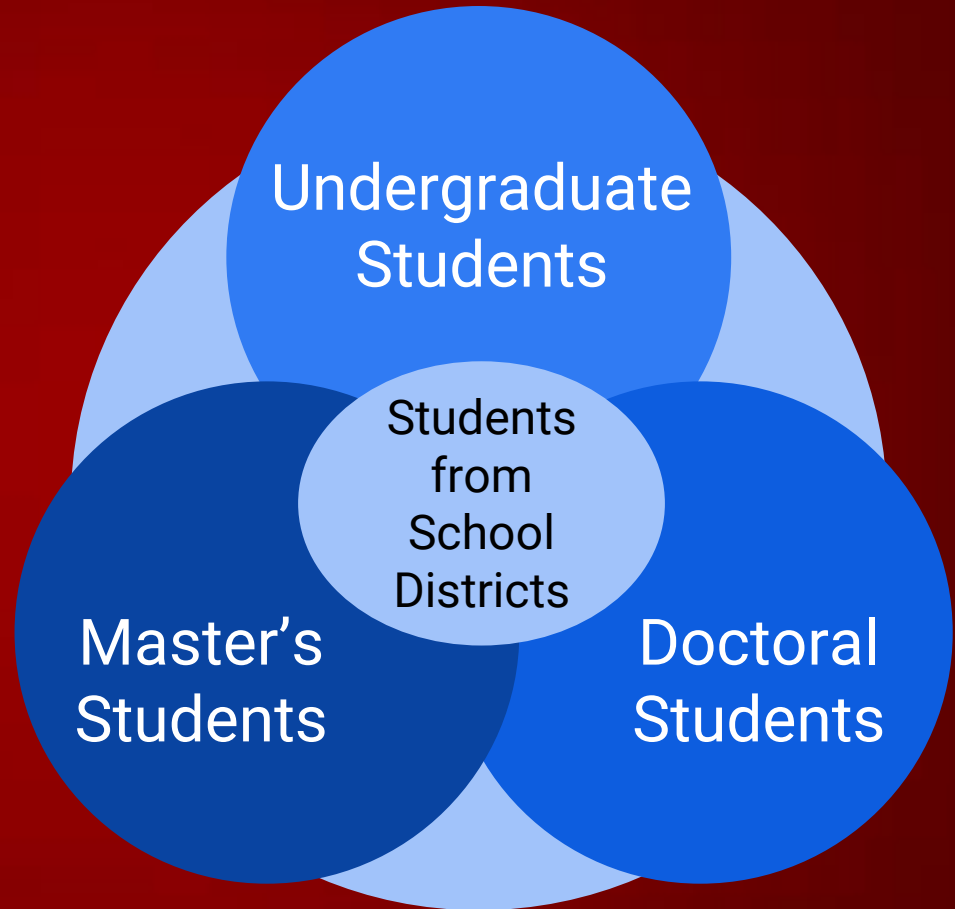 Undergraduate
Students
Students
from
School
Districts
Master’s
Students
Doctoral
Students